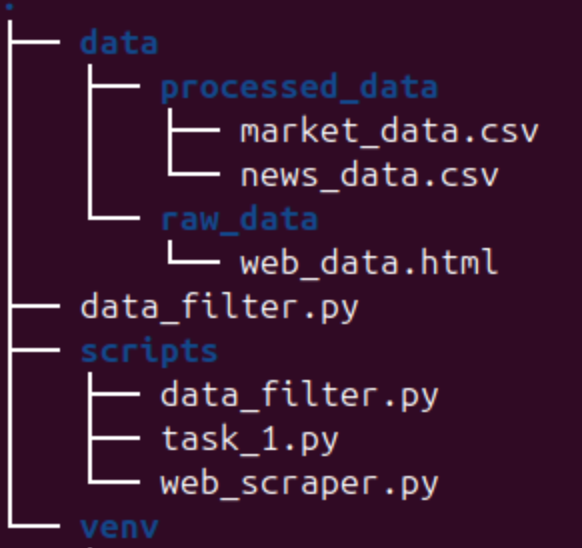 .
data
processed_data
market_data.csv
news_data.csv
raw_data
web_data.html
data_filter.py
scripts
data_filter.py
task_1.py
web_scraper.py
venv